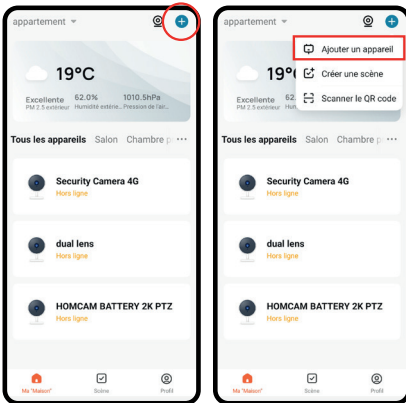 appartement
19°C
Excellente 62.0% 1010.5hPa
PM 2.5 extérieur Humidité extérie... Pression de l'air...
Tous les appareils Salon Chambre p ...
Security Camera 4G
Hors ligne
dual lens
Hors ligne
HOMCAM BATTERY 2K PTZ
Hors ligne
Ma "Maison" Scène Profil
appartement
Ajouter un appareil
19°
Créer une scène
Excellente 62
PM 2.5 extérieur Hum
Scanner le QR code
Tous les appareils Salon Chambre p ...
Security Camera 4G
Hors ligne
dual lens
Hors ligne
HOMCAM BATTERY 2K PTZ
Hors ligne
Ma "Maison" Scène Profil